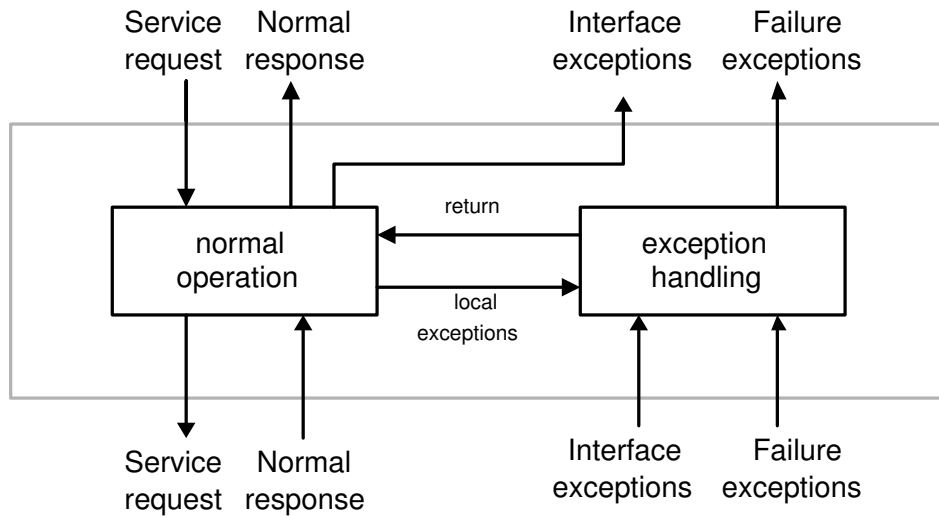 Service
request
Normal
response
Interface
exceptions
Failure
exceptions
return
normal
operation
exception
handling
local
exceptions
Service
request
Normal
response
Interface
exceptions
Failure
exceptions